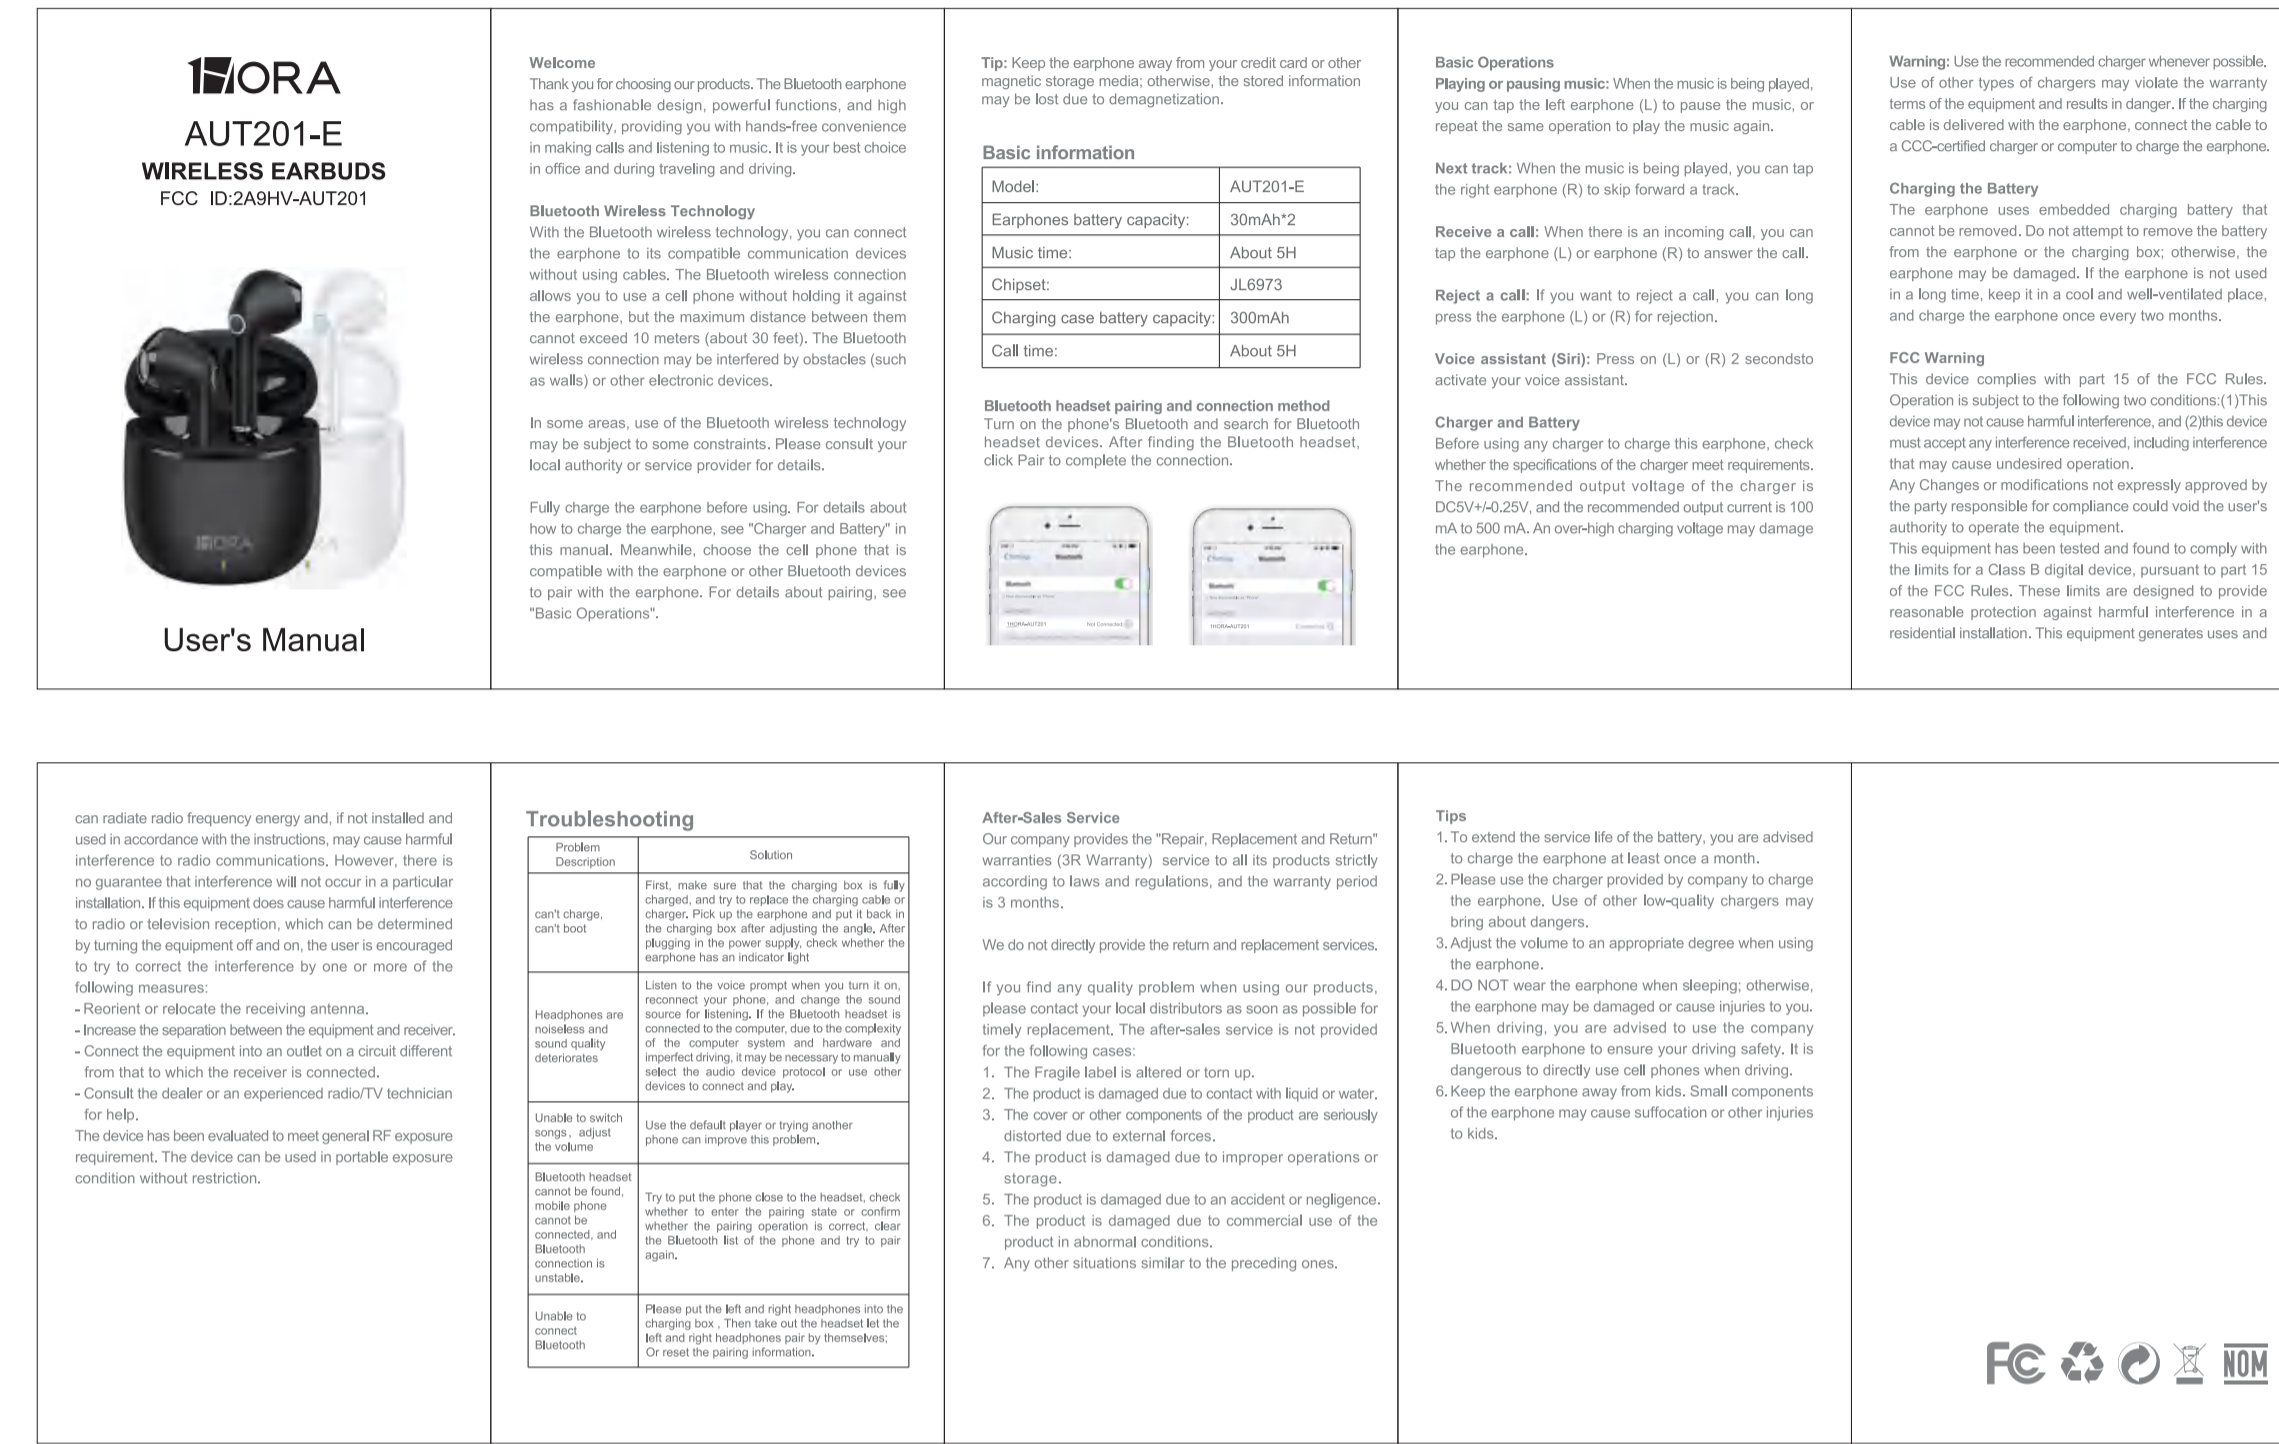 1HORA
AUT201-E
WIRELESS EARBUDS
FCC ID:2A9HV-AUT201
1HORA
User's Manual
Welcome
Thank you for choosing our products. The Bluetooth earphone
has a fashionable design, powerful functions, and high
compatibility, providing you with hands-free convenience
in making calls and listening to music. It is your best choice
in office and during traveling and driving.
Bluetooth Wireless Technology
With the Bluetooth wireless technology, you can connect
the earphone to its compatible communication devices
without using cables. The Bluetooth wireless connection
allows you to use a cell phone without holding it against
the earphone, but the maximum distance between them
cannot exceed 10 meters (about 30 feet). The Bluetooth
wireless connection may be interfered by obstacles (such
as walls) or other electronic devices.
In some areas, use of the Bluetooth wireless technology
may be subject to some constraints. Please consult your
local authority or service provider for details.
Fully charge the earphone before using. For details about
how to charge the earphone, see "Charger and Battery" in
this manual. Meanwhile, choose the cell phone that is
compatible with the earphone or other Bluetooth devices
to pair with the earphone. For details about pairing, see
"Basic Operations".
Tip: Keep the earphone away from your credit card or other
magnetic storage media; otherwise, the stored information
may be lost due to demagnetization.
Basic information
Model: AUT201-E
Earphones battery capacity: 30mAh*2
Music time: About 5H
Chipset: JL6973
Charging case battery capacity: 300mAh
Call time: About 5H
Bluetooth headset pairing and connection method
Turn on the phone's Bluetooth and search for Bluetooth
headset devices. After finding the Bluetooth headset,
click Pair to complete the connection.
Bluetooth
Bluetooth
1HORA-AUT201 Not Connected
Bluetooth
Bluetooth
1HORA-AUT201 Connected
Basic Operations
Playing or pausing music: When the music is being played,
you can tap the left earphone (L) to pause the music, or
repeat the same operation to play the music again.
Next track: When the music is being played, you can tap
the right earphone (R) to skip forward a track.
Receive a call: When there is an incoming call, you can
tap the earphone (L) or earphone (R) to answer the call.
Reject a call: If you want to reject a call, you can long
press the earphone (L) or (R) for rejection.
Voice assistant (Siri): Press on (L) or (R) 2 secondsto
activate your voice assistant.
Charger and Battery
Before using any charger to charge this earphone, check
whether the specifications of the charger meet requirements.
The recommended output voltage of the charger is
DC5V+/-0.25V, and the recommended output current is 100
mA to 500 mA. An over-high charging voltage may damage
the earphone.
Warning: Use the recommended charger whenever possible.
Use of other types of chargers may violate the warranty
terms of the equipment and results in danger. If the charging
cable is delivered with the earphone, connect the cable to
a CCC-certified charger or computer to charge the earphone.
Charging the Battery
The earphone uses embedded charging battery that
cannot be removed. Do not attempt to remove the battery
from the earphone or the charging box; otherwise, the
earphone may be damaged. If the earphone is not used
in a long time, keep it in a cool and well-ventilated place,
and charge the earphone once every two months.
FCC Warning
This device complies with part 15 of the FCC Rules.
Operation is subject to the following two conditions:(1)This
device may not cause harmful interference, and (2)this device
must accept any interference received, including interference
that may cause undesired operation.
Any Changes or modifications not expressly approved by
the party responsible for compliance could void the user's
authority to operate the equipment.
This equipment has been tested and found to comply with
the limits for a Class B digital device, pursuant to part 15
of the FCC Rules. These limits are designed to provide
reasonable protection against harmful interference in a
residential installation. This equipment generates uses and
can radiate radio frequency energy and, if not installed and
used in accordance with the instructions, may cause harmful
interference to radio communications. However, there is
no guarantee that interference will not occur in a particular
installation. If this equipment does cause harmful interference
to radio or television reception, which can be determined
by turning the equipment off and on, the user is encouraged
to try to correct the interference by one or more of the
following measures:
- Reorient or relocate the receiving antenna.
- Increase the separation between the equipment and receiver.
- Connect the equipment into an outlet on a circuit different
from that to which the receiver is connected.
- Consult the dealer or an experienced radio/TV technician
for help.
The device has been evaluated to meet general RF exposure
requirement. The device can be used in portable exposure
condition without restriction.
Troubleshooting
Problem
Description
Solution
can't charge,
can't boot
First, make sure that the charging box is fully
charged, and try to replace the charging cable or
charger. Pick up the earphone and put it back in
the charging box after adjusting the angle. After
plugging in the power supply, check whether the
earphone has an indicator light
Headphones are
noiseless and
sound quality
deteriorates
Listen to the voice prompt when you turn it on,
reconnect your phone, and change the sound
source for listening. If the Bluetooth headset is
connected to the computer, due to the complexity
of the computer system and hardware and
imperfect driving, it may be necessary to manually
select the audio device protocol or use other
devices to connect and play.
Unable to switch
songs, adjust
the volume
Use the default player or trying another
phone can improve this problem.
Bluetooth headset
cannot be found,
mobile phone
cannot be
connected, and
Bluetooth
connection is
unstable.
Try to put the phone close to the headset, check
whether to enter the pairing state or confirm
whether the pairing operation is correct, clear
the Bluetooth list of the phone and try to pair
again.
Unable to
connect
Bluetooth
Please put the left and right headphones into the
charging box , Then take out the headset let the
left and right headphones pair by themselves;
Or reset the pairing information.
After-Sales Service
Our company provides the "Repair, Replacement and Return"
warranties (3R Warranty) service to all its products strictly
according to laws and regulations, and the warranty period
is 3 months.
We do not directly provide the return and replacement services.
If you find any quality problem when using our products,
please contact your local distributors as soon as possible for
timely replacement. The after-sales service is not provided
for the following cases:
1. The Fragile label is altered or torn up.
2. The product is damaged due to contact with liquid or water.
3. The cover or other components of the product are seriously
distorted due to external forces.
4. The product is damaged due to improper operations or
storage.
5. The product is damaged due to an accident or negligence.
6. The product is damaged due to commercial use of the
product in abnormal conditions.
7. Any other situations similar to the preceding ones.
Tips
1. To extend the service life of the battery, you are advised
to charge the earphone at least once a month.
2. Please use the charger provided by company to charge
the earphone. Use of other low-quality chargers may
bring about dangers.
3. Adjust the volume to an appropriate degree when using
the earphone.
4. DO NOT wear the earphone when sleeping; otherwise,
the earphone may be damaged or cause injuries to you.
5. When driving, you are advised to use the company
Bluetooth earphone to ensure your driving safety. It is
dangerous to directly use cell phones when driving.
6. Keep the earphone away from kids. Small components
of the earphone may cause suffocation or other injuries
to kids.
FC NOM